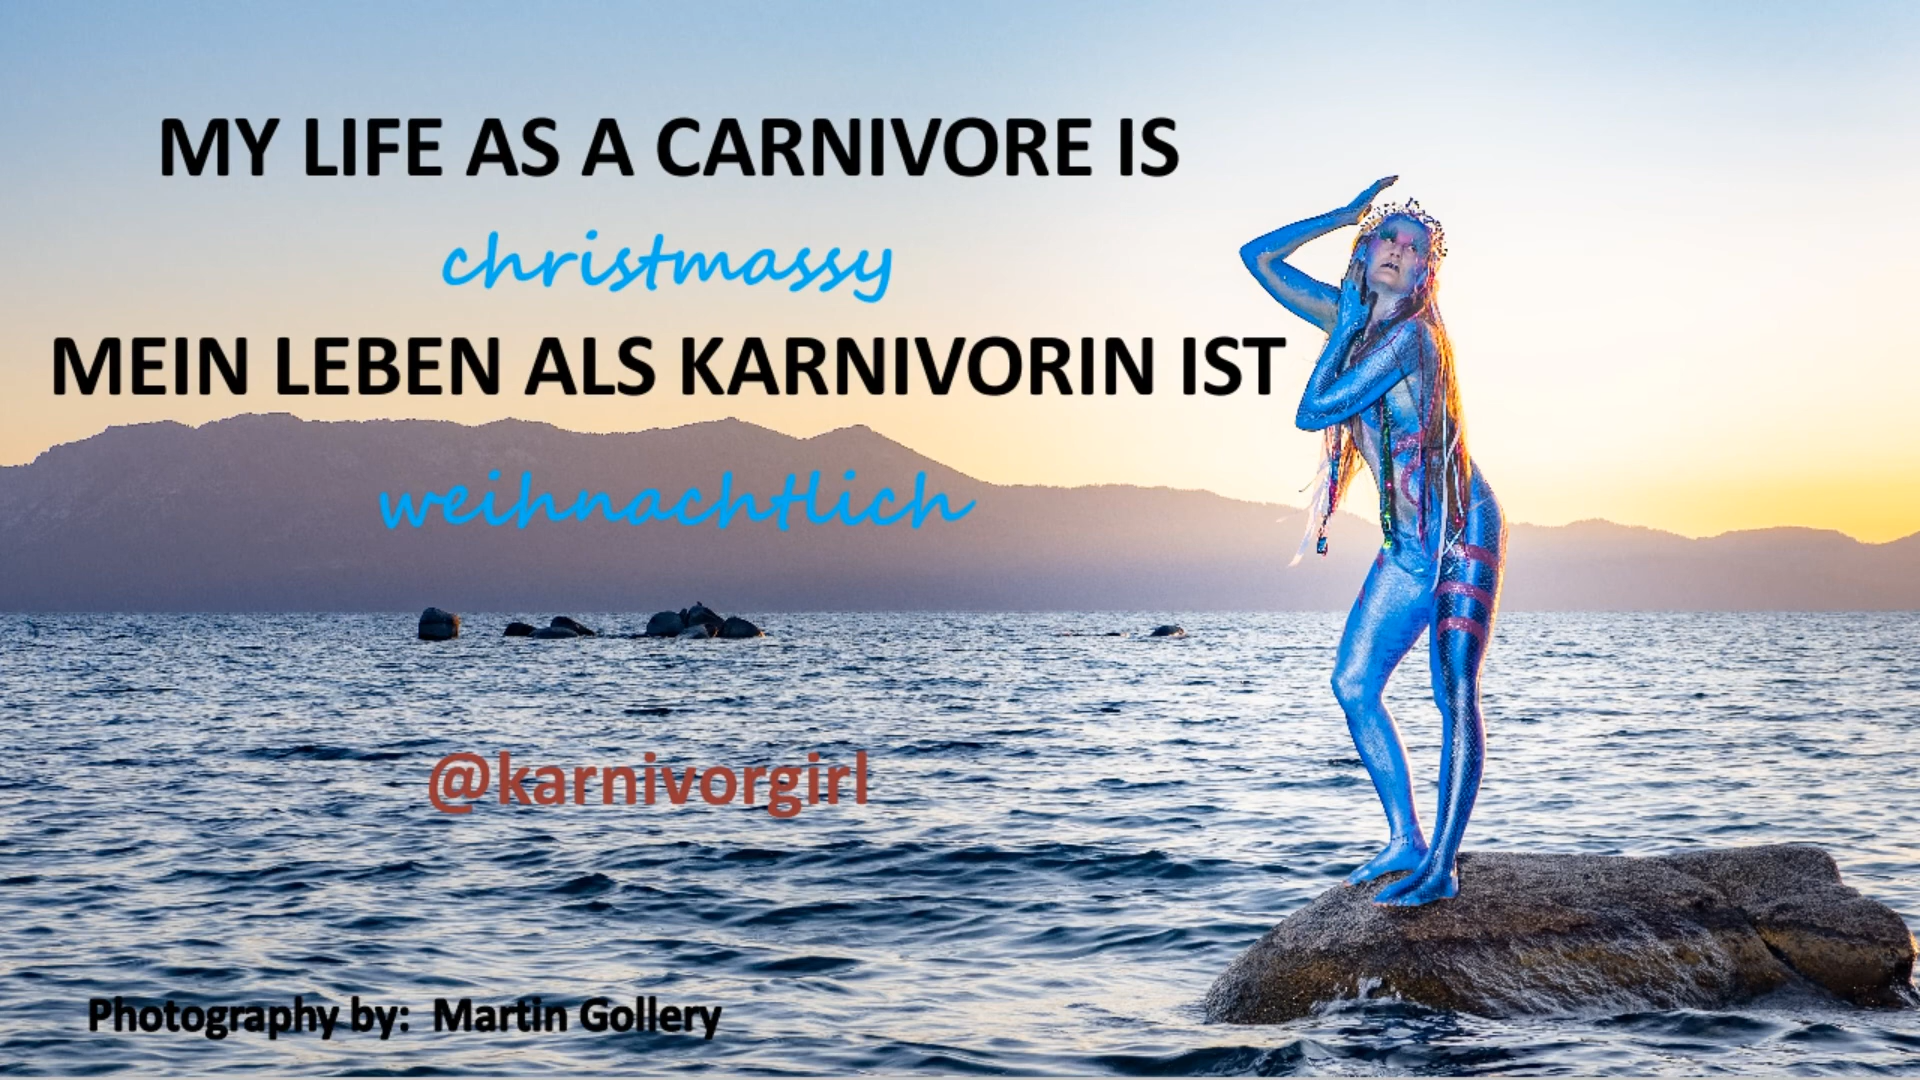 MY LIFE AS A CARNIVORE IS
christmassy
MEIN LEBEN ALS KARNIVORIN IST
weihnachtlich
@karnivorgirl
Photography by:  Martin Gollery